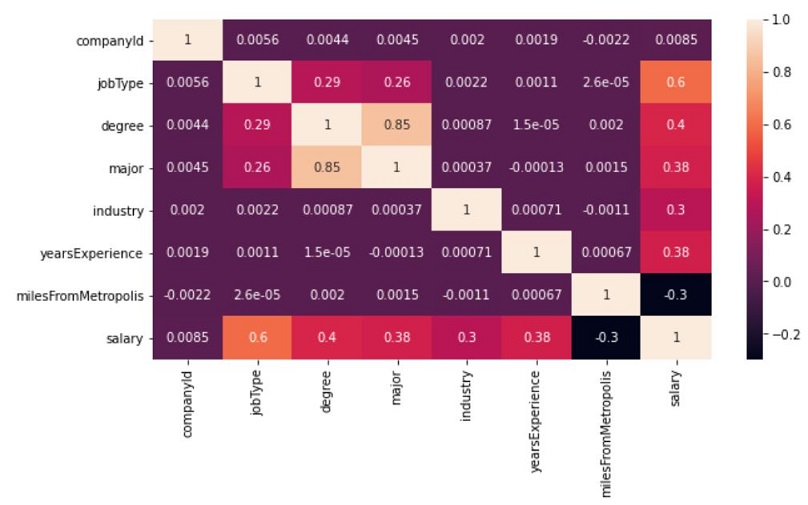 companyId 1 0.0056 0.0044 0.0045 0.002 0.0019 -0.0022 0.0085
jobType 0.0056 1 0.29 0.26 0.0022 0.0011 2.6e-05 0.6
degree 0.0044 0.29 1 0.85 0.00087 1.5e-05 0.002 0.4
major 0.0045 0.26 0.85 1 0.00037 -0.00013 0.0015 0.38
industry 0.002 0.0022 0.00087 0.00037 1 0.00071 -0.0011 0.3
yearsExperience 0.0019 0.0011 1.5e-05 -0.00013 0.00071 1 0.00067 0.38
milesFromMetropolis -0.0022 2.6e-05 0.002 0.0015 -0.0011 0.00067 1 -0.3
salary 0.0085 0.6 0.4 0.38 0.3 0.38 -0.3 1
companyId
jobType
degree
major
industry
yearsExperience
milesFromMetropolis
salary
1.0
0.8
0.6
0.4
0.2
0.0
−0.2